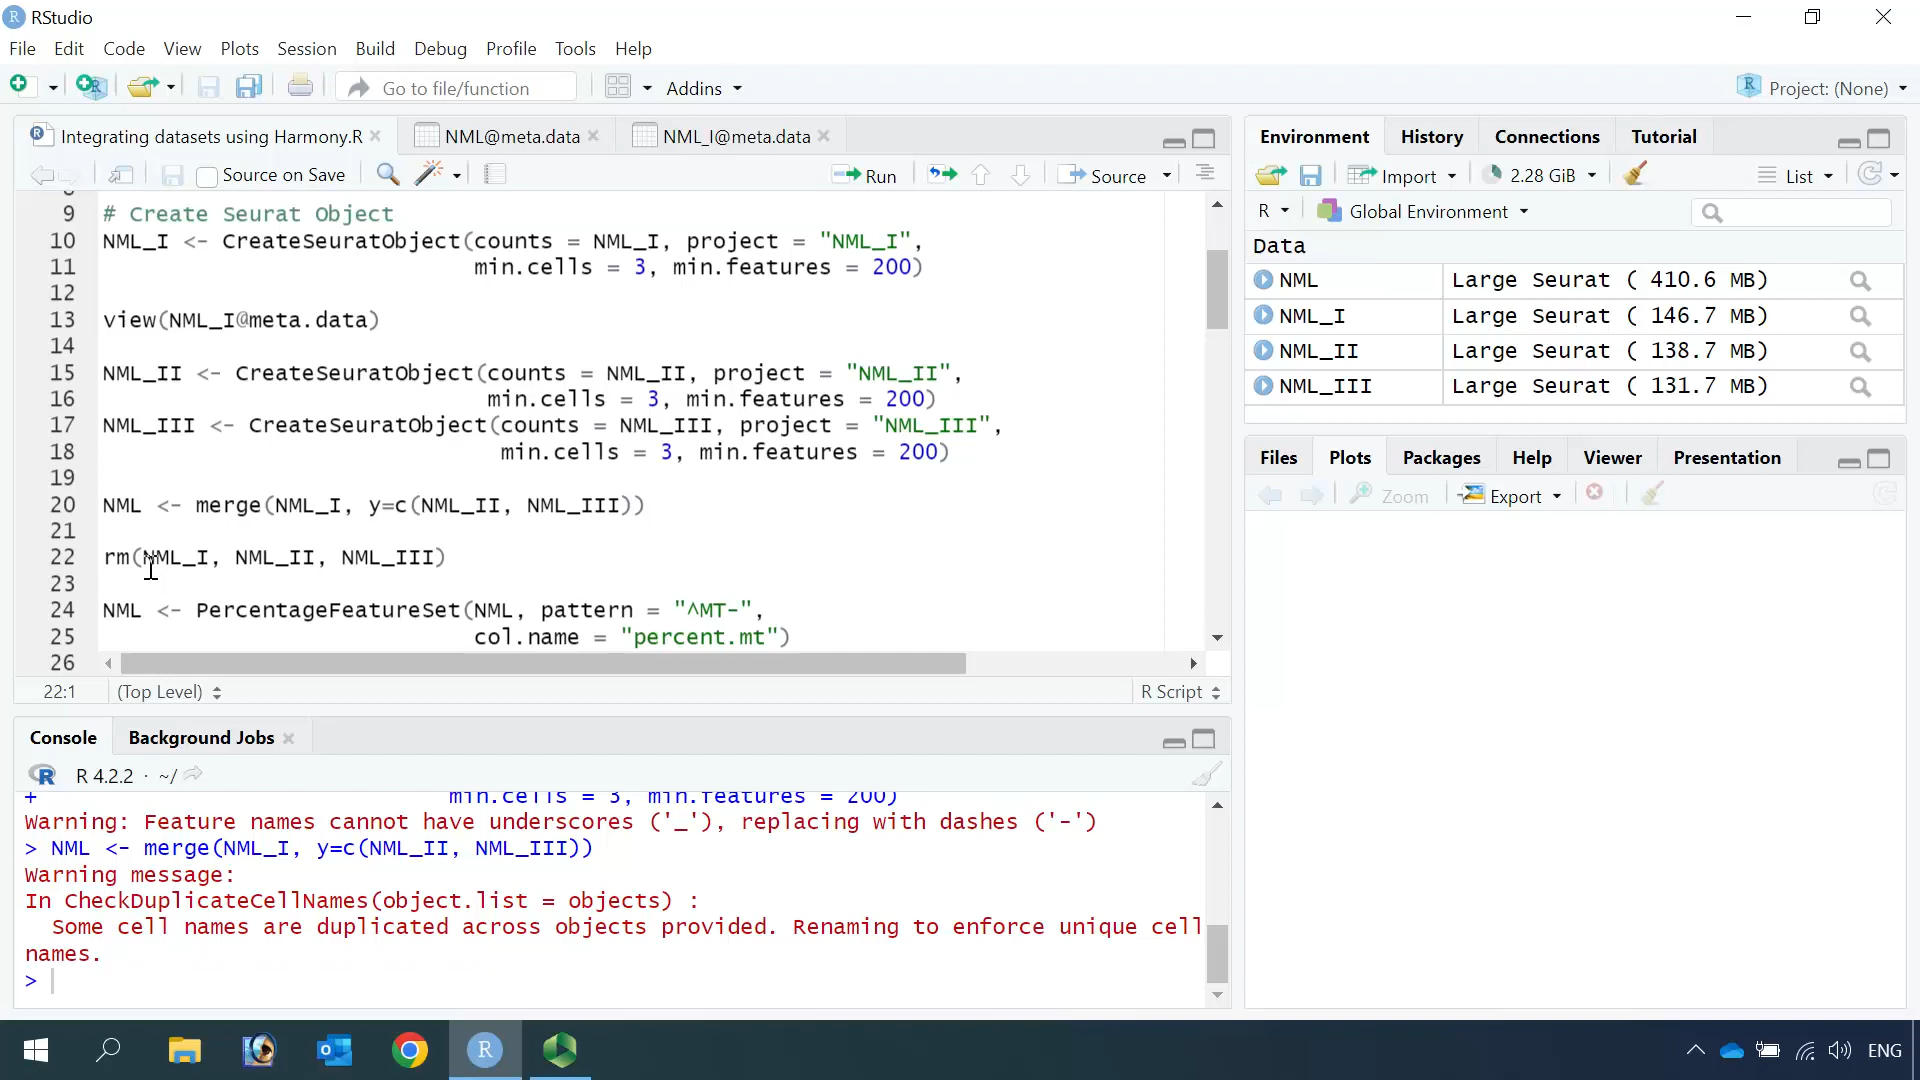 RStudio
File Edit Code View Plots Session Build Debug Profile Tools Help
Go to file/function Addins Project: (None)
Integrating datasets using Harmony.R NML@meta.data NML_I@meta.data
Source on Save Run Source
9 # Create Seurat Object
10 NML_I <- CreateSeuratObject(counts = NML_I, project = "NML_I",
11 min.cells = 3, min.features = 200)
12
13 view(NML_I@meta.data)
14
15 NML_II <- CreateSeuratObject(counts = NML_II, project = "NML_II",
16 min.cells = 3, min.features = 200)
17 NML_III <- CreateSeuratObject(counts = NML_III, project = "NML_III",
18 min.cells = 3, min.features = 200)
19
20 NML <- merge(NML_I, y=c(NML_II, NML_III))
21
22 rm(NML_I, NML_II, NML_III)
23
24 NML <- PercentageFeatureSet(NML, pattern = "^MT-",
25 col.name = "percent.mt")
26
22:1 (Top Level) R Script
Console Background Jobs
R 4.2.2 · ~/
+ min.cells = 3, min.features = 200)
Warning: Feature names cannot have underscores ('_'), replacing with dashes ('-')
> NML <- merge(NML_I, y=c(NML_II, NML_III))
Warning message:
In CheckDuplicateCellNames(object.list = objects) :
Some cell names are duplicated across objects provided. Renaming to enforce unique cell
names.
>
Environment History Connections Tutorial
Import 2.28 GiB List
R Global Environment
Data
NML Large Seurat ( 410.6 MB)
NML_I Large Seurat ( 146.7 MB)
NML_II Large Seurat ( 138.7 MB)
NML_III Large Seurat ( 131.7 MB)
Files Plots Packages Help Viewer Presentation
Zoom Export
ENG